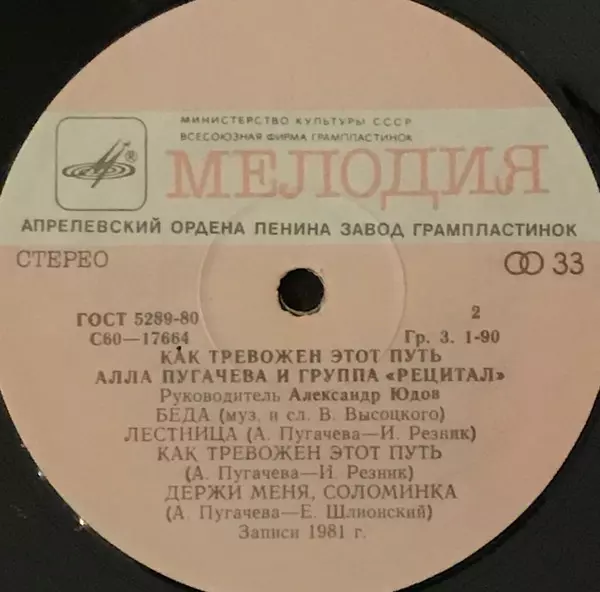 МИНИСТЕРСТВО КУЛЬТУРЫ СССР
ВСЕСОЮЗНАЯ ФИРМА ГРАМПЛАСТИНОК
МЕЛОДИЯ
АПРЕЛЕВСКИЙ ОРДЕНА ЛЕНИНА ЗАВОД ГРАМПЛАСТИНОК
СТЕРЕО 33
ГОСТ 5289-80 2
С60—17664 Гр. 3. 1-90
КАК ТРЕВОЖЕН ЭТОТ ПУТЬ
АЛЛА ПУГАЧЕВА И ГРУППА «РЕЦИТАЛ»
Руководитель Александр Юдов
БЕДА (муз. и сл. В. Высоцкого)
ЛЕСТНИЦА (А. Пугачева—И. Резник)
КАК ТРЕВОЖЕН ЭТОТ ПУТЬ
(А. Пугачева—И. Резник)
ДЕРЖИ МЕНЯ, СОЛОМИНКА
(А. Пугачева—Е. Шлионский)
Записи 1981 г.